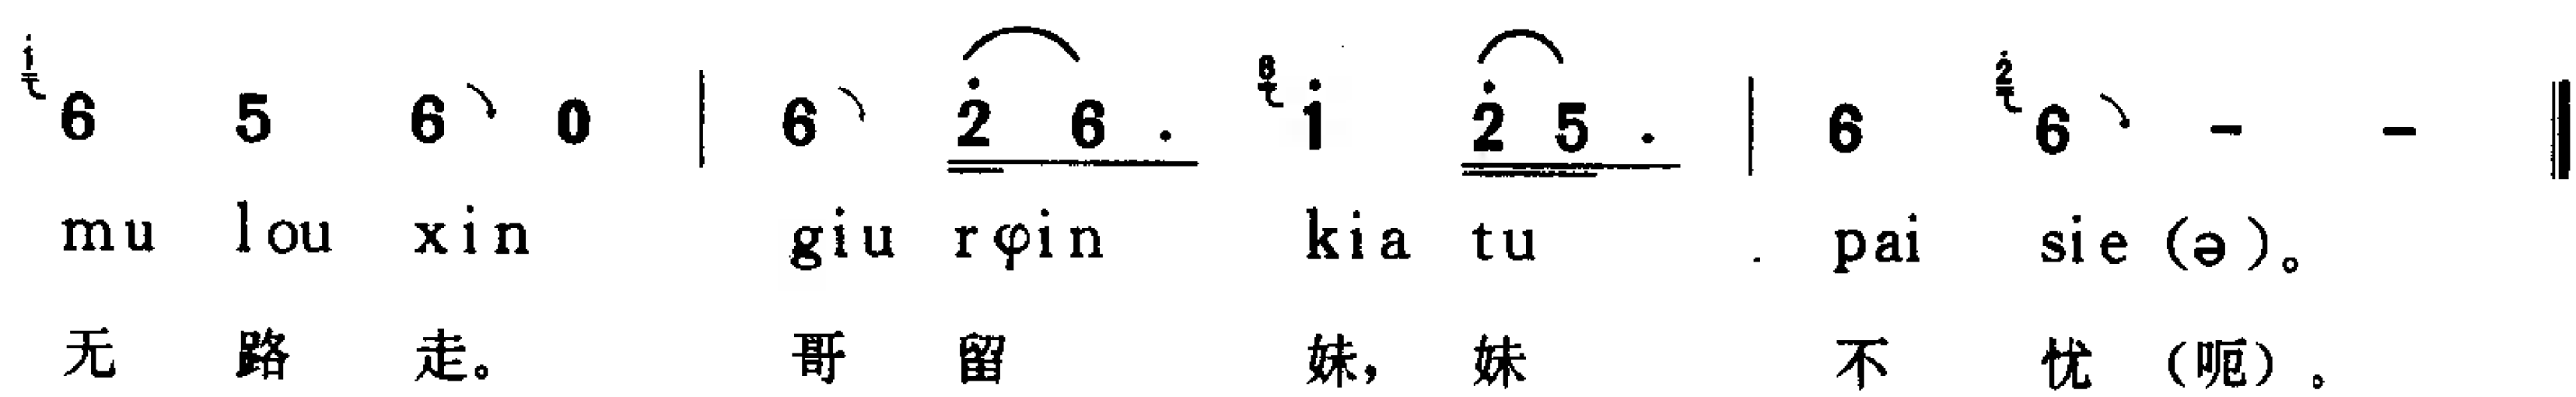 6 5 6 0 | 6 2̇ 6 . 1̇ 2̇ 5 . | 6 6 - - ‖
mu lou xin giu rφin kia tu pai sie (ə)。
无 路 走。 哥 留 妹， 妹 不 忧 (呃)。